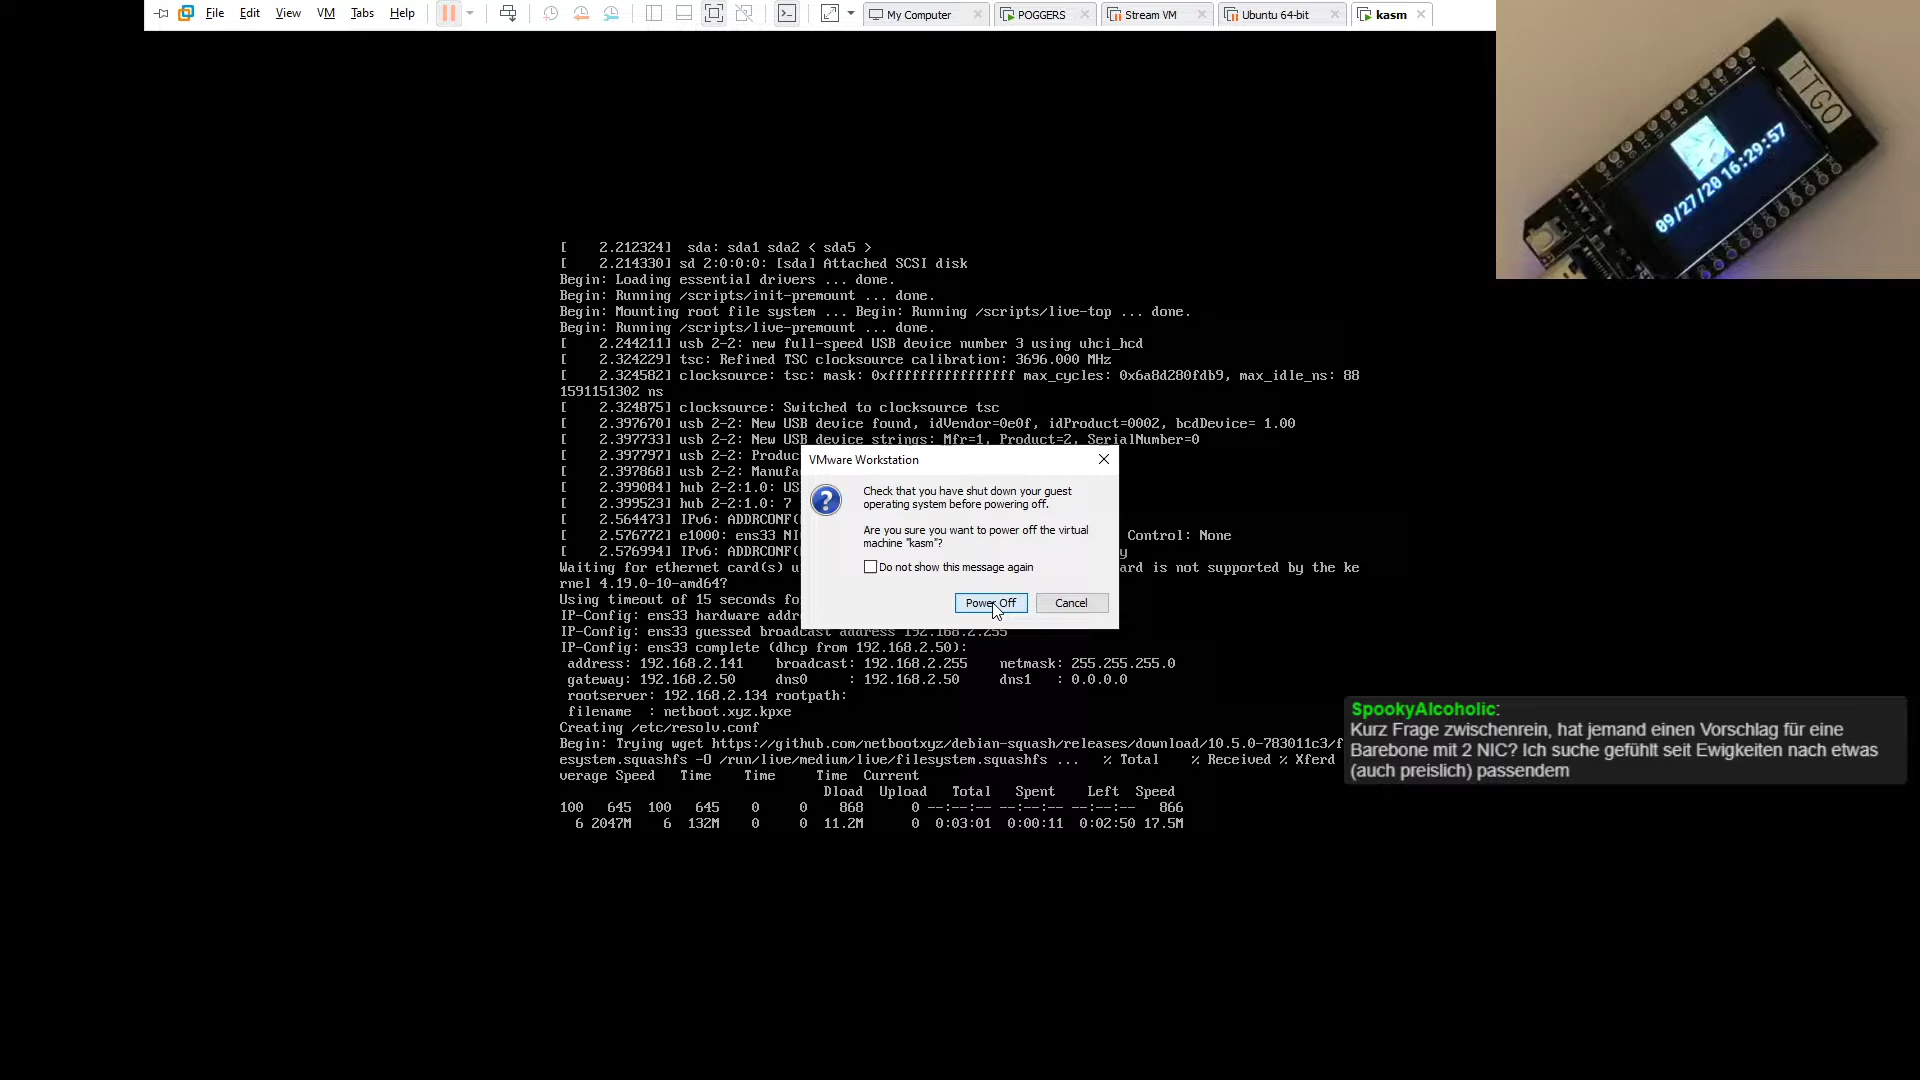 File Edit View VM Tabs Help My Computer POGGERS Stream VM Ubuntu 64-bit kasm
TTGO
09/27/20 16:29:57
[    2.212324]  sda: sda1 sda2 < sda5 >
[    2.214330] sd 2:0:0:0: [sda] Attached SCSI disk
Begin: Loading essential drivers ... done.
Begin: Running /scripts/init-premount ... done.
Begin: Mounting root file system ... Begin: Running /scripts/live-top ... done.
Begin: Running /scripts/live-premount ... done.
[    2.244211] usb 2-2: new full-speed USB device number 3 using uhci_hcd
[    2.324229] tsc: Refined TSC clocksource calibration: 3696.000 MHz
[    2.324582] clocksource: tsc: mask: 0xffffffffffffffff max_cycles: 0x6a8d280fdb9, max_idle_ns: 88
1591151302 ns
[    2.324875] clocksource: Switched to clocksource tsc
[    2.397670] usb 2-2: New USB device found, idVendor=0e0f, idProduct=0002, bcdDevice= 1.00
[    2.397733] usb 2-2: New USB device strings: Mfr=1, Product=2, SerialNumber=0
[    2.397797] usb 2-2: Produc
[    2.397868] usb 2-2: Manufa
[    2.399084] hub 2-2:1.0: US
[    2.399523] hub 2-2:1.0: 7
[    2.564473] IPv6: ADDRCONF(
[    2.576772] e1000: ens33 NI Control: None
[    2.576994] IPv6: ADDRCONF( y
Waiting for ethernet card(s) u ard is not supported by the ke
rnel 4.19.0-10-amd64?
Using timeout of 15 seconds fo
IP-Config: ens33 hardware addr
IP-Config: ens33 guessed broadcast address 192.168.2.255
IP-Config: ens33 complete (dhcp from 192.168.2.50):
address: 192.168.2.141    broadcast: 192.168.2.255    netmask: 255.255.255.0
gateway: 192.168.2.50     dns0     : 192.168.2.50     dns1   : 0.0.0.0
rootserver: 192.168.2.134 rootpath:
filename  : netboot.xyz.kpxe
Creating /etc/resolv.conf
Begin: Trying wget https://github.com/netbootxyz/debian-squash/releases/download/10.5.0-783011c3/f
esystem.squashfs -O /run/live/medium/live/filesystem.squashfs ...   % Total    % Received % Xferd
verage Speed   Time    Time     Time  Current
Dload  Upload   Total   Spent    Left  Speed
100   645  100   645    0     0    868      0 --:--:-- --:--:-- --:--:--   866
6 2047M    6  132M    0     0  11.2M      0  0:03:01  0:00:11  0:02:50 17.5M
VMware Workstation
Check that you have shut down your guest
operating system before powering off.
Are you sure you want to power off the virtual
machine "kasm"?
Do not show this message again
Power Off Cancel
SpookyAlcoholic:
Kurz Frage zwischenrein, hat jemand einen Vorschlag für eine
Barebone mit 2 NIC? Ich suche gefühlt seit Ewigkeiten nach etwas
(auch preislich) passendem